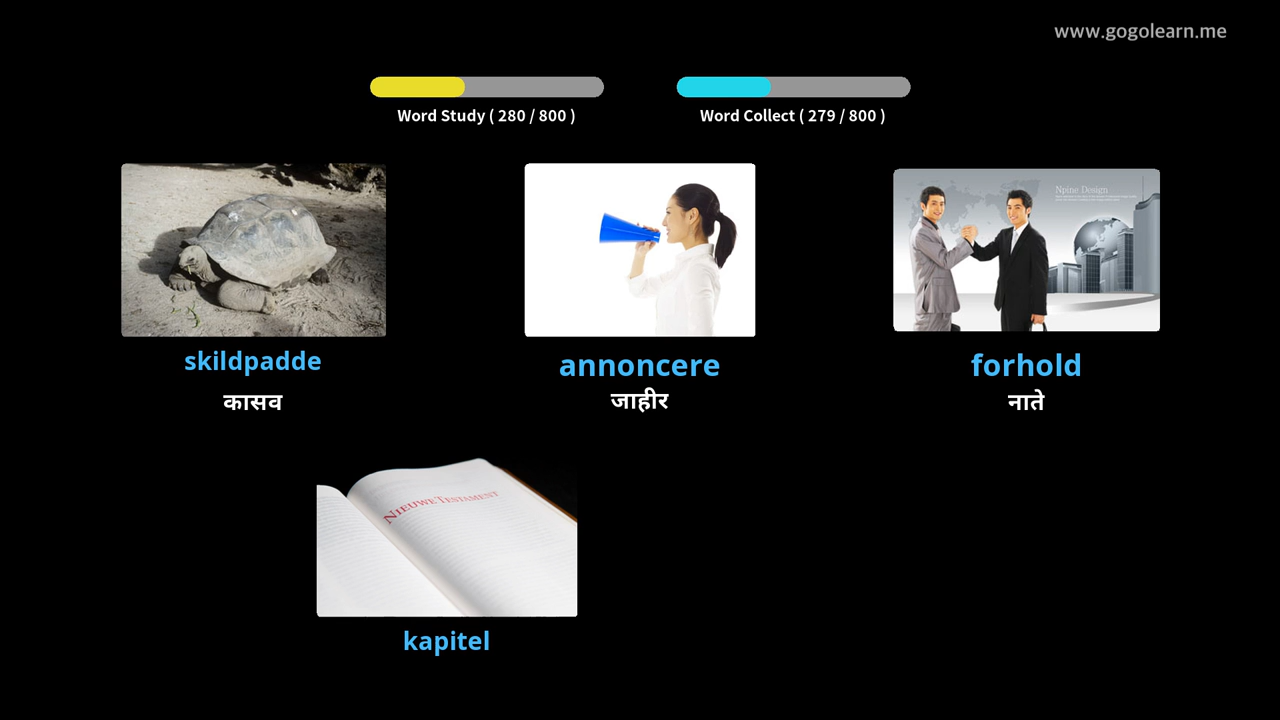 www.gogolearn.me
Word Study ( 280 / 800 )
Word Collect ( 279 / 800 )
Npine Design
skildpadde
annoncere
forhold
कासव
जाहीर
नाते
NIEUWE TESTAMENT
kapitel